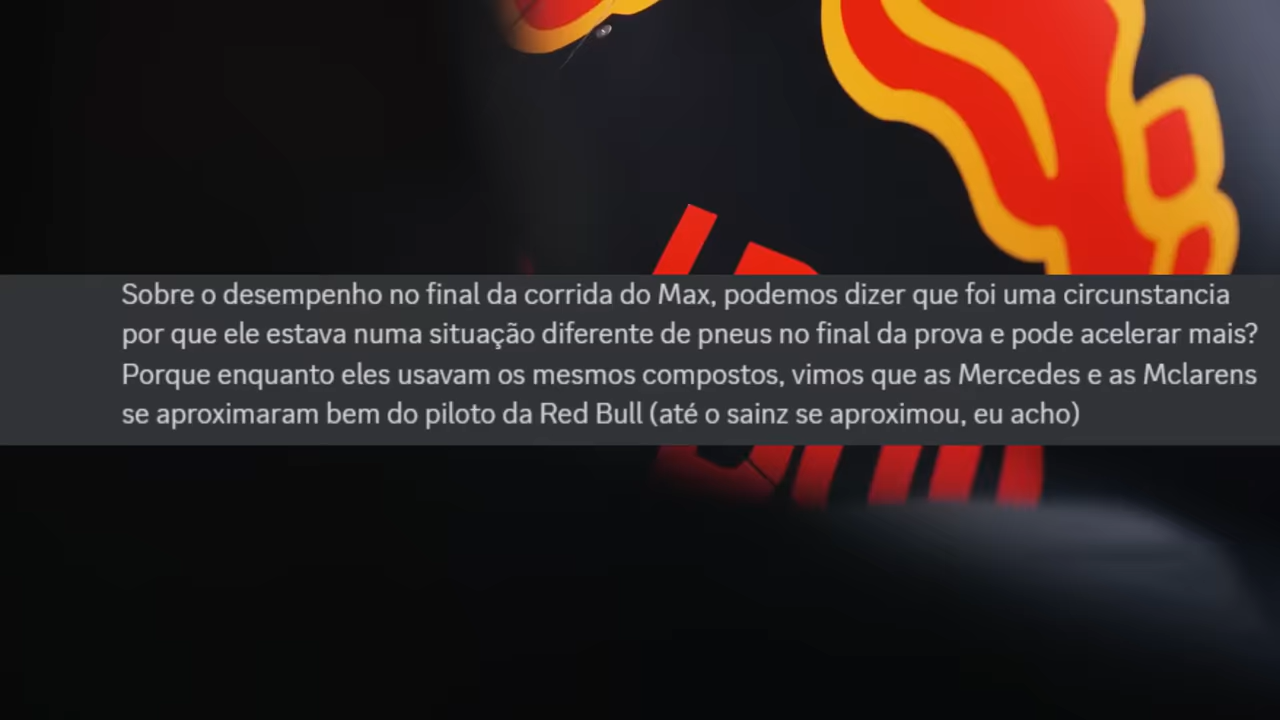 Sobre o desempenho no final da corrida do Max, podemos dizer que foi uma circunstancia
por que ele estava numa situação diferente de pneus no final da prova e pode acelerar mais?
Porque enquanto eles usavam os mesmos compostos, vimos que as Mercedes e as Mclarens
se aproximaram bem do piloto da Red Bull (até o sainz se aproximou, eu acho)